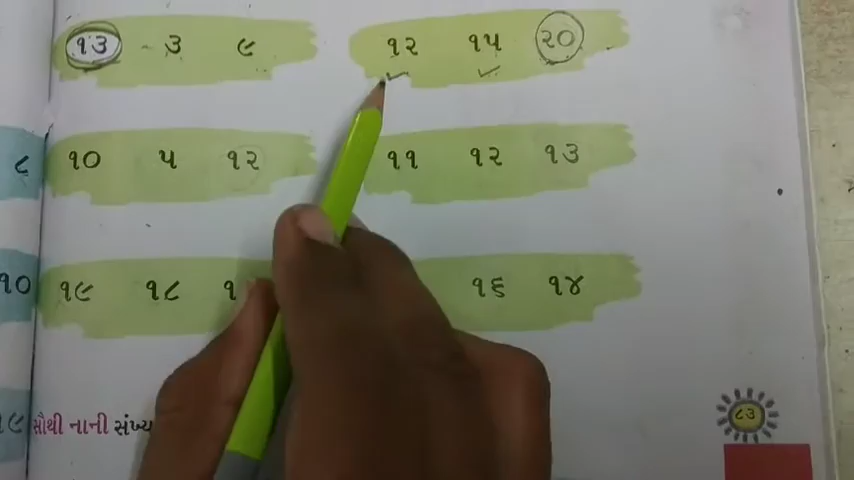 ૧૩ ૩ ૯ ૧૨ ૧૫ ૨૦
૮ ૧૦ ૫ ૧૨ ૧૧ ૧૨ ૧૩
૧૦ ૧૯ ૧૮ ૧૬ ૧૪
૧૯ સૌથી નાની
૮૩